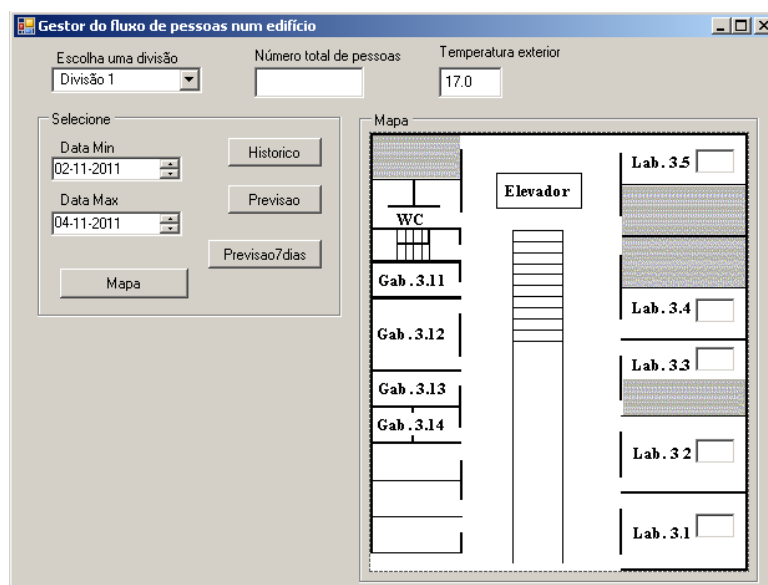 Gestor do fluxo de pessoas num edifício
Escolha uma divisão
Número total de pessoas
Temperatura exterior
Divisão 1
17.0
Selecione
Data Min
02-11-2011
Historico
Data Max
04-11-2011
Previsao
Previsao7dias
Mapa
Mapa
Lab. 3.5
Elevador
WC
Gab. 3.11
Lab. 3.4
Gab. 3.12
Lab. 3.3
Gab. 3.13
Gab. 3.14
Lab. 3 2
Lab. 3.1